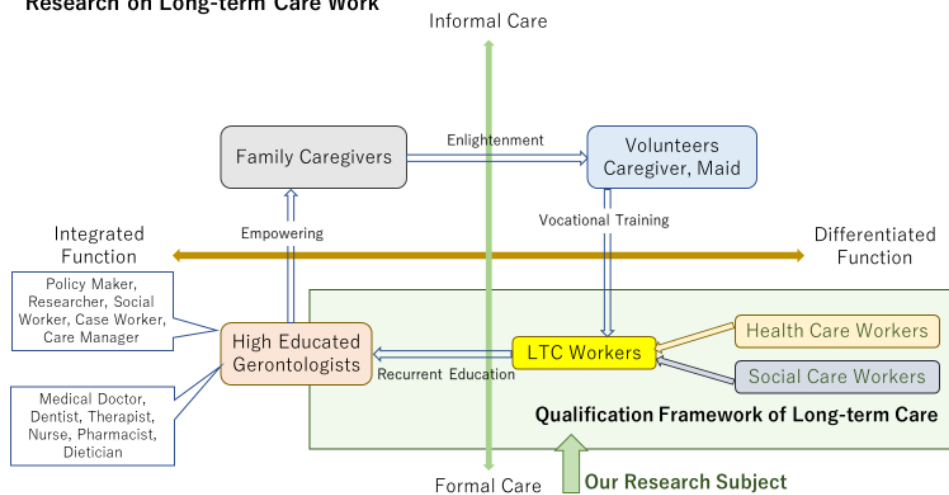 Research on Long-term Care Work
Informal Care
Family Caregivers
Enlightenment
Volunteers
Caregiver, Maid
Empowering
Vocational Training
Integrated
Function
Differentiated
Function
Policy Maker,
Researcher, Social
Worker, Case Worker,
Care Manager
High Educated
Gerontologists
Recurrent Education
LTC Workers
Health Care Workers
Social Care Workers
Medical Doctor,
Dentist, Therapist,
Nurse, Pharmacist,
Dietician
Qualification Framework of Long-term Care
Formal Care
Our Research Subject